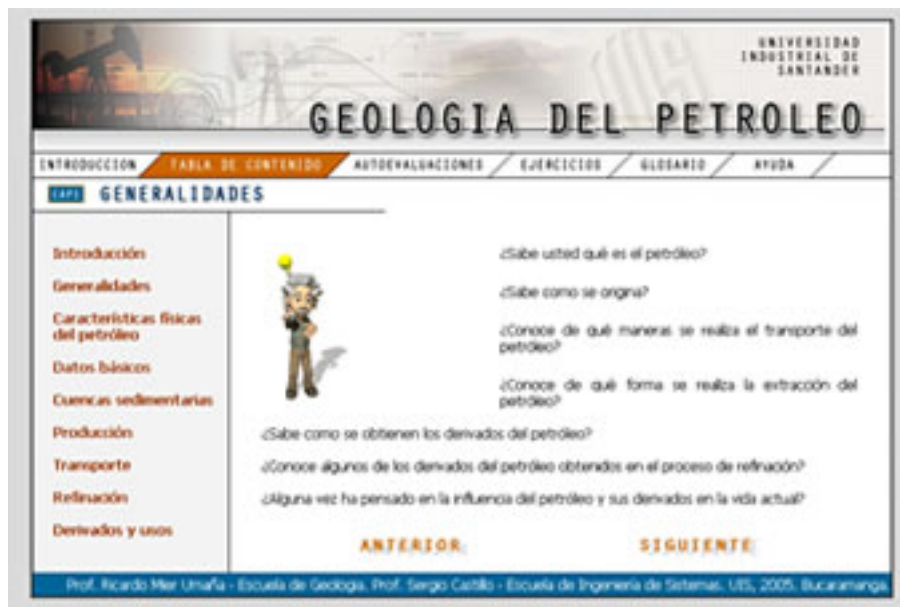 UNIVERSIDAD
INDUSTRIAL DE
SANTANDER
GEOLOGIA DEL PETROLEO
INTRODUCCION TABLA DE CONTENIDO AUTOEVALUACIONES EJERCICIOS GLOSARIO AYUDA
CAP1 GENERALIDADES
Introducción
Generalidades
Características físicas
del petróleo
Datos básicos
Cuencas sedimentarias
Producción
Transporte
Refinación
Derivados y usos
¿Sabe usted qué es el petróleo?
¿Sabe como se origina?
¿Conoce de qué maneras se realiza el transporte del
petróleo?
¿Conoce de qué forma se realiza la extracción del
petróleo?
¿Sabe como se obtienen los derivados del petróleo?
¿Conoce algunos de los derivados del petróleo obtenidos en el proceso de refinación?
¿Alguna vez ha pensado en la influencia del petróleo y sus derivados en la vida actual?
ANTERIOR SIGUIENTE
Prof. Ricardo Mier Umaña - Escuela de Geología. Prof. Sergio Castillo - Escuela de Ingeniería de Sistemas. UIS, 2005. Bucaramanga